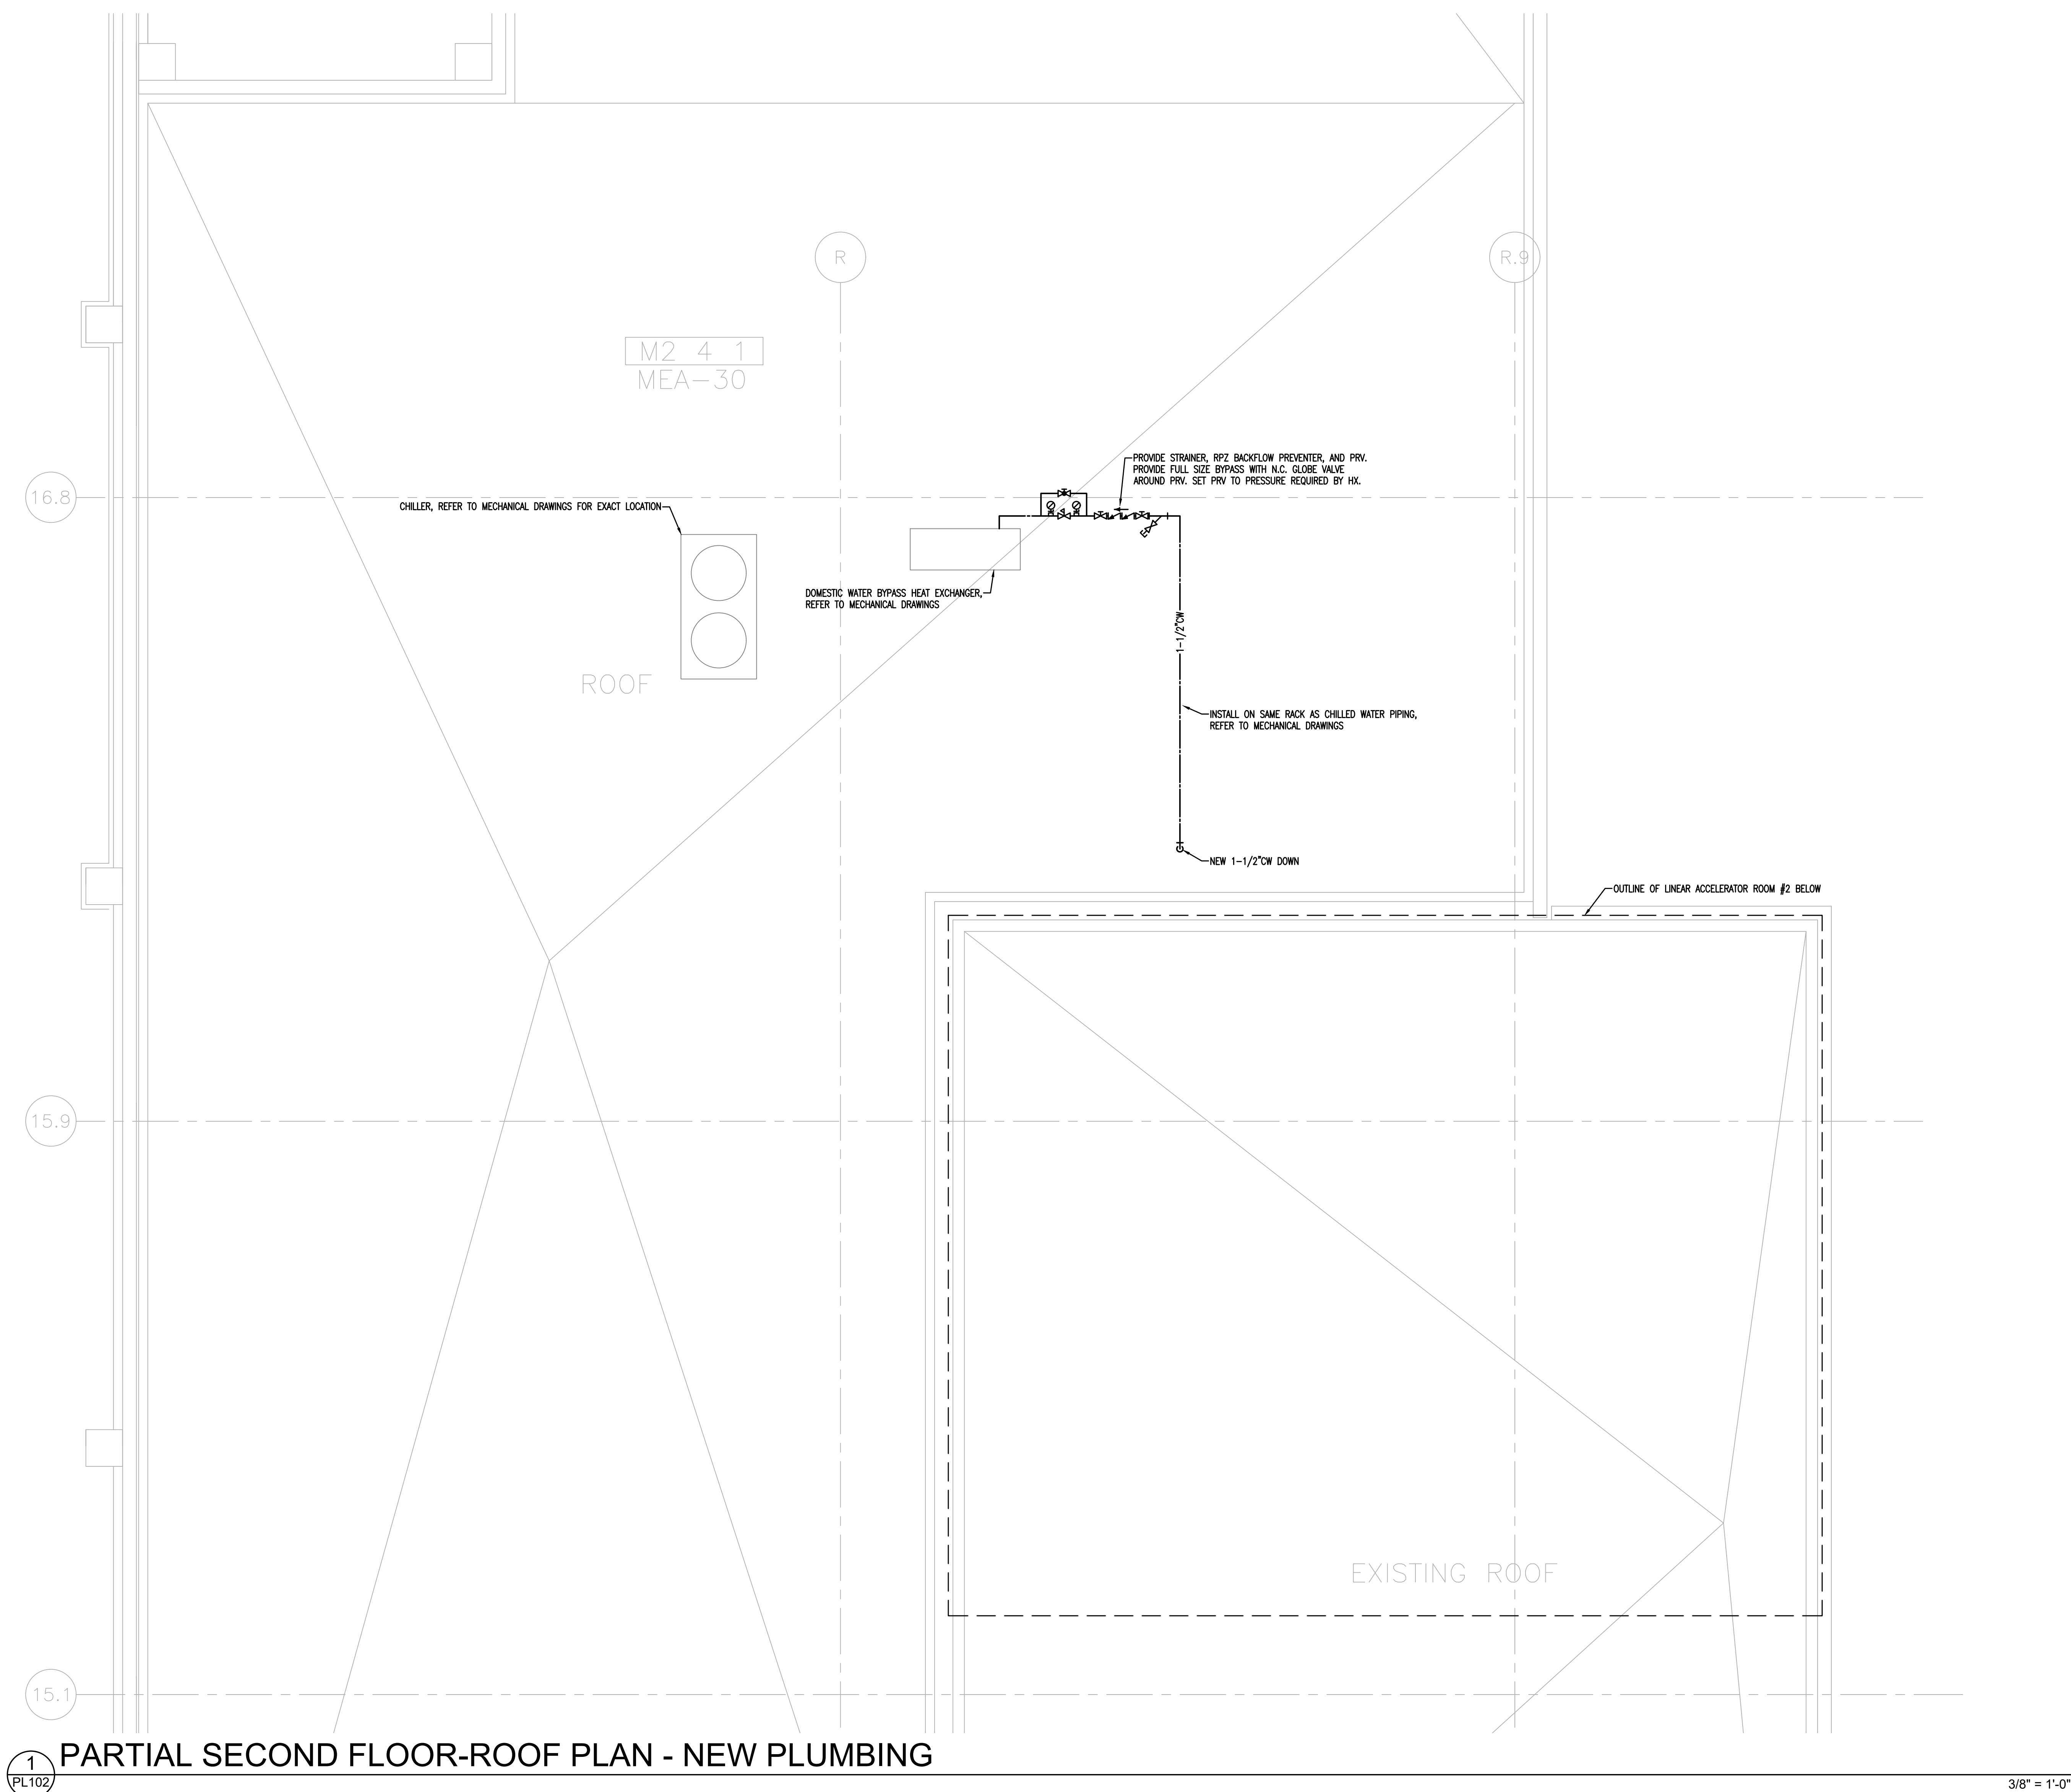 R
R.9
M2 4 1
MEA-30
PROVIDE STRAINER, RPZ BACKFLOW PREVENTER, AND PRV.
PROVIDE FULL SIZE BYPASS WITH N.C. GLOBE VALVE
AROUND PRV. SET PRV TO PRESSURE REQUIRED BY HX.
16.8
CHILLER, REFER TO MECHANICAL DRAWINGS FOR EXACT LOCATION
DOMESTIC WATER BYPASS HEAT EXCHANGER,
REFER TO MECHANICAL DRAWINGS
1-1/2"CW
ROOF
INSTALL ON SAME RACK AS CHILLED WATER PIPING,
REFER TO MECHANICAL DRAWINGS
NEW 1-1/2"CW DOWN
OUTLINE OF LINEAR ACCELERATOR ROOM #2 BELOW
15.9
EXISTING ROOF
15.1
1
PL102
PARTIAL SECOND FLOOR-ROOF PLAN - NEW PLUMBING
3/8" = 1'-0"